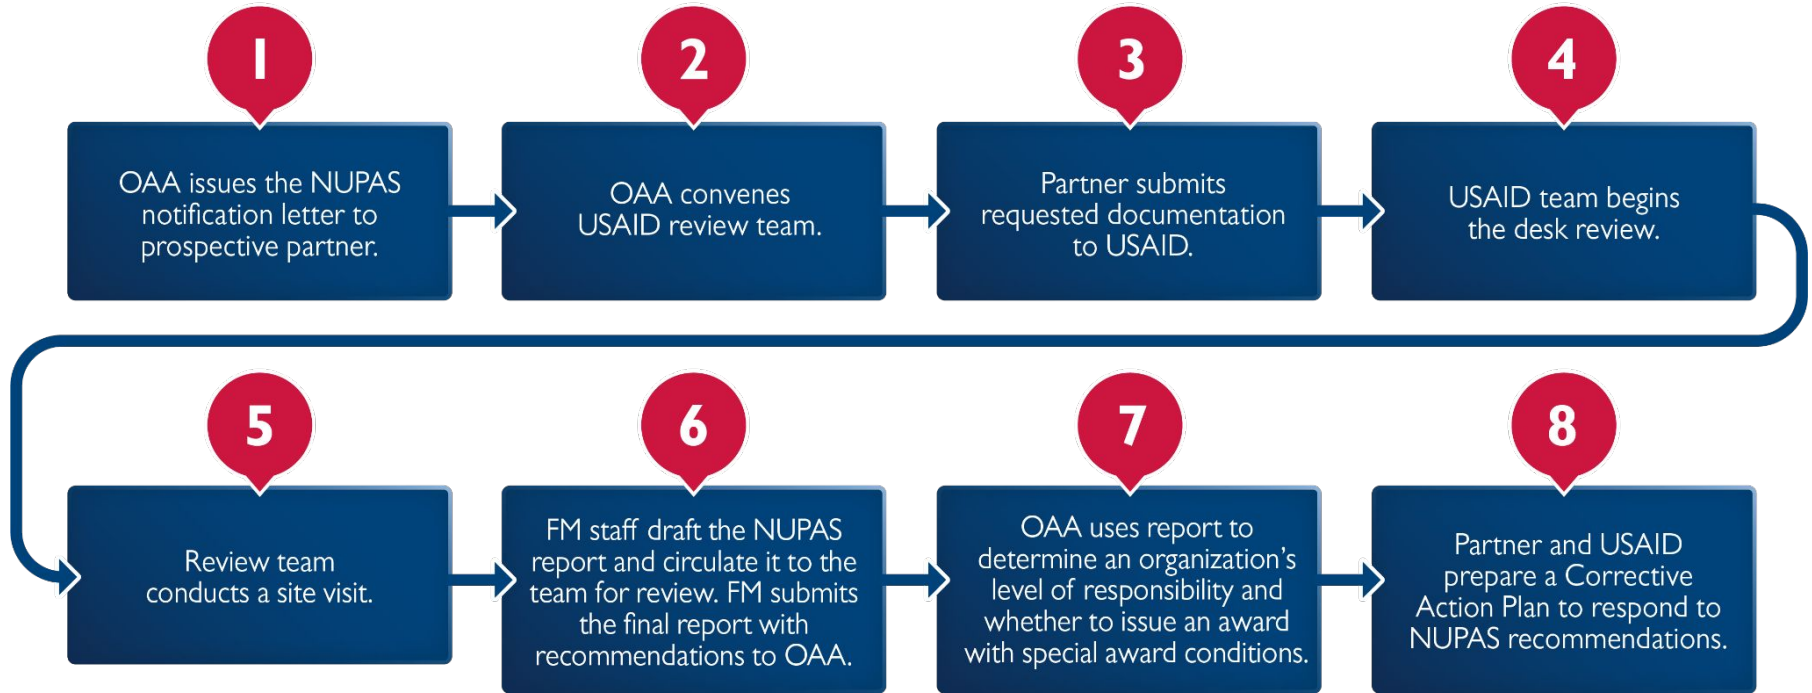 1
OAA issues the NUPAS
notification letter to
prospective partner.
2
OAA convenes
USAID review team.
3
Partner submits
requested documentation
to USAID.
4
USAID team begins
the desk review.
5
Review team
conducts a site visit.
6
FM staff draft the NUPAS
report and circulate it to the
team for review. FM submits
the final report with
recommendations to OAA.
7
OAA uses report to
determine an organization’s
level of responsibility and
whether to issue an award
with special award conditions.
8
Partner and USAID
prepare a Corrective
Action Plan to respond to
NUPAS recommendations.